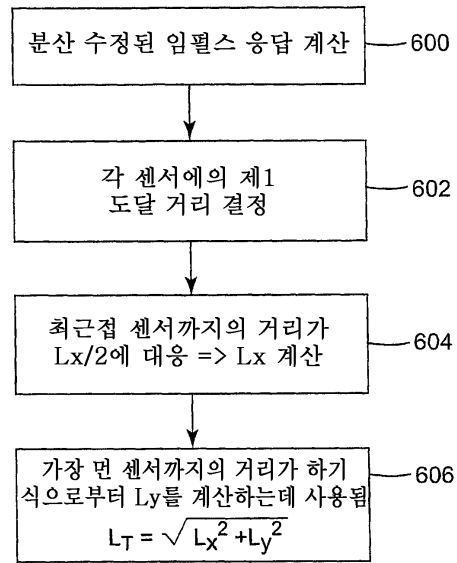 분산 수정된 임펄스 응답 계산
600
각 센서에의 제1
도달 거리 결정
602
최근접 센서까지의 거리가
Lx/2에 대응 => Lx 계산
604
가장 먼 센서까지의 거리가 하기
식으로부터 Ly를 계산하는데 사용됨
L_T = √(L_x² + L_y²)
606